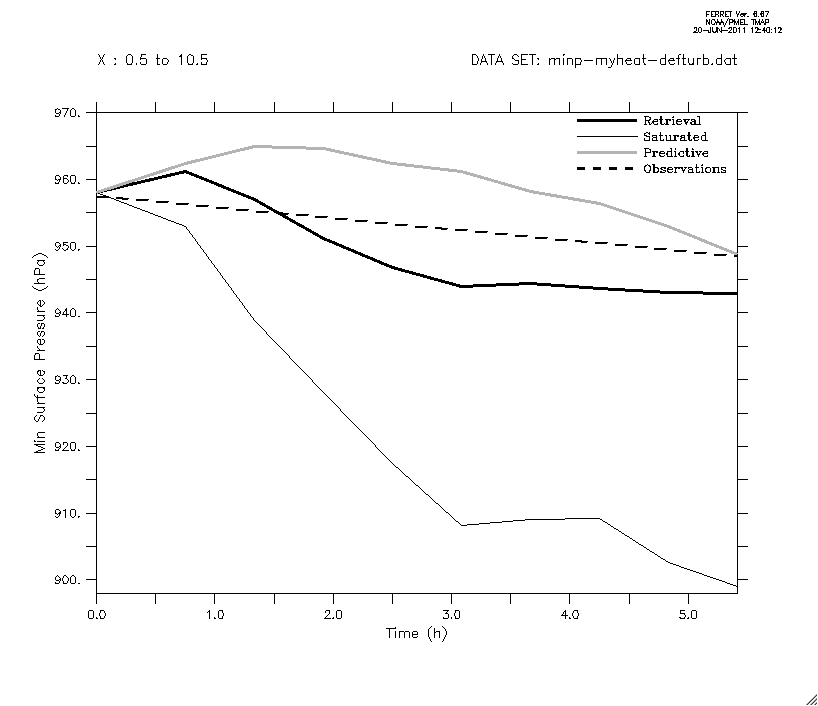 FERRET Ver. 6.67
NOAA/PMEL TMAP
20-JUN-2011 12:40:12
X : 0.5 to 10.5
DATA SET: minp-myheat-defturb.dat
970.
960.
950.
940.
930.
920.
910.
900.
Min Surface Pressure (hPa)
Retrieval
Saturated
Predictive
Observations
0.0 1.0 2.0 3.0 4.0 5.0
Time (h)